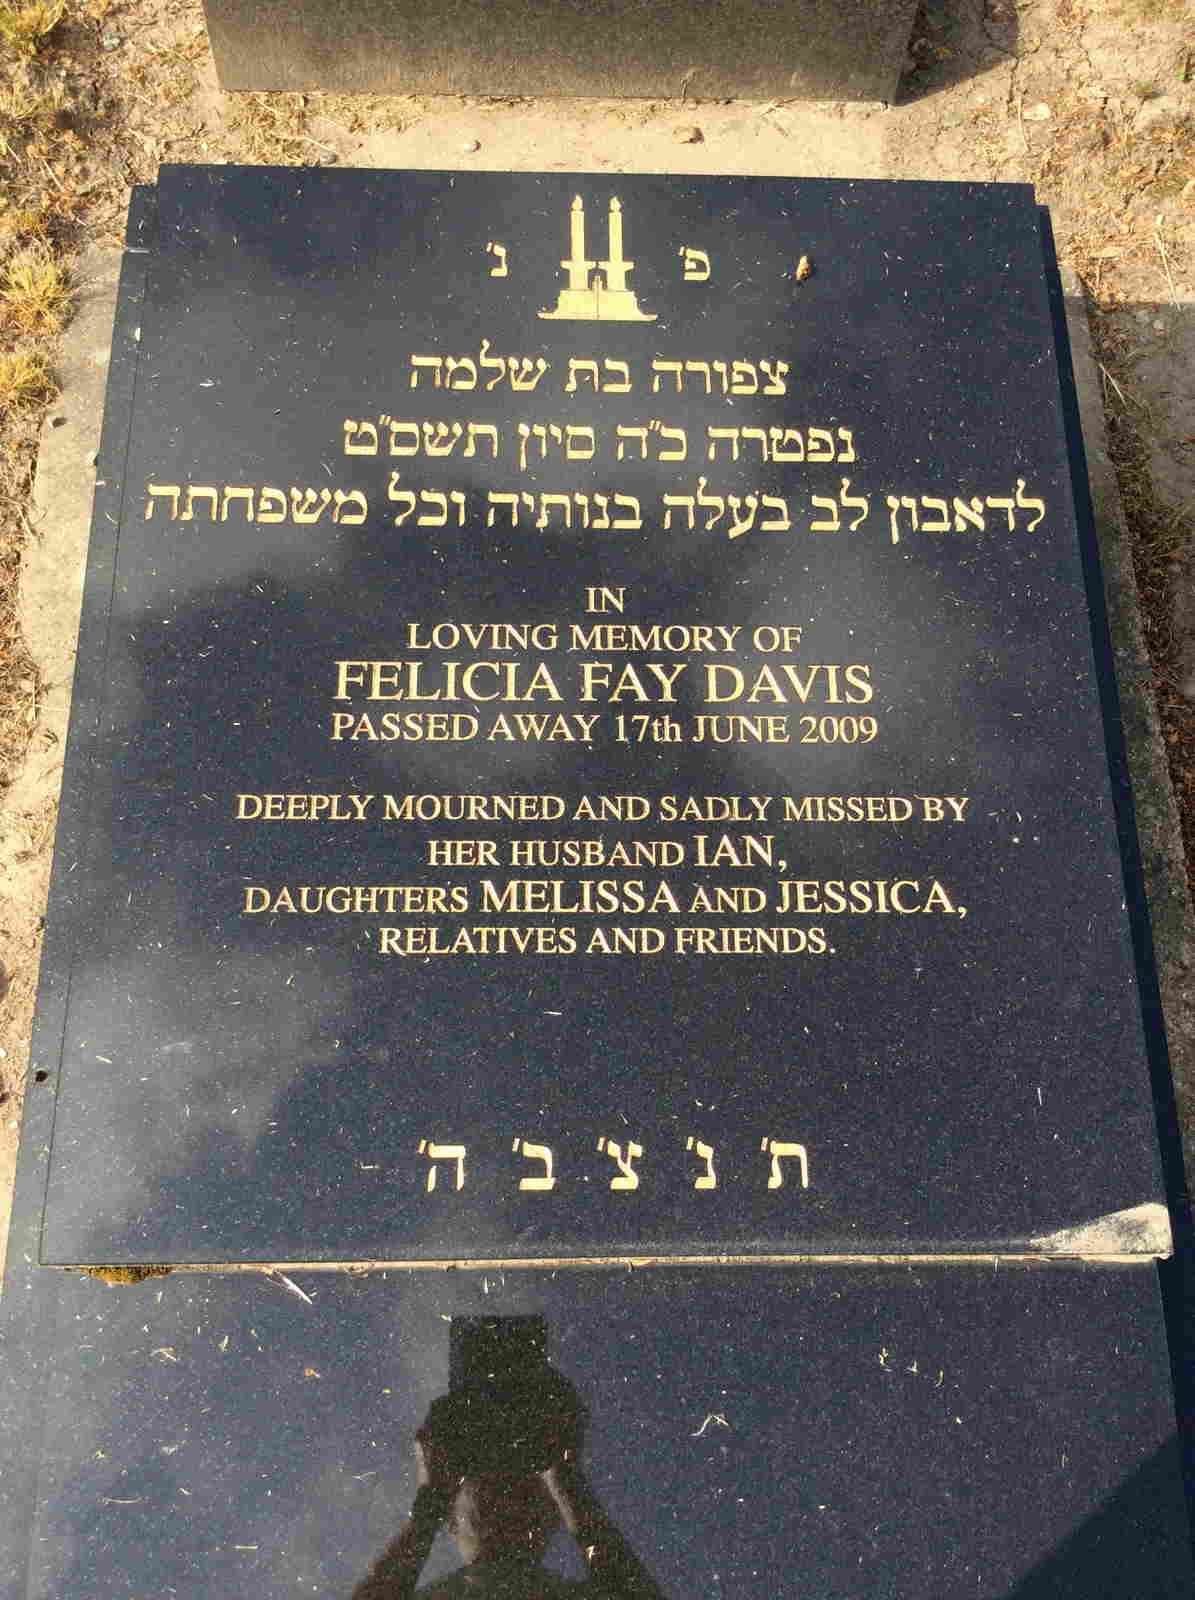 פ' נ'
צפורה בת שלמה
נפטרה כ"ה סיון תשס"ט
לדאבון לב בעלה בנותיה וכל משפחתה
IN
LOVING MEMORY OF
FELICIA FAY DAVIS
PASSED AWAY 17th JUNE 2009
DEEPLY MOURNED AND SADLY MISSED BY
HER HUSBAND IAN,
DAUGHTERS MELISSA AND JESSICA,
RELATIVES AND FRIENDS.
ת' נ' צ' ב' ה'